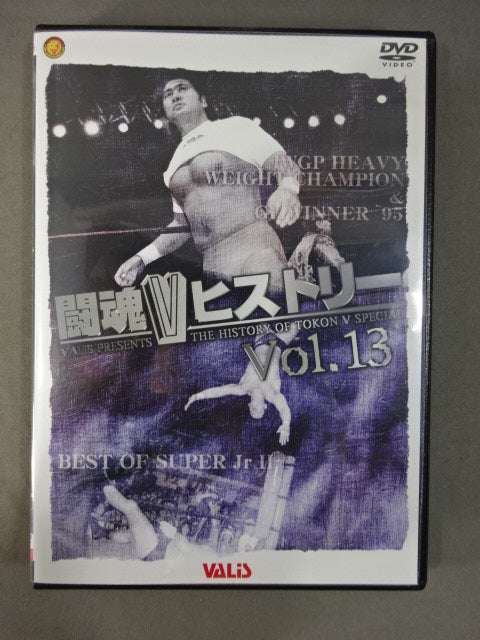 DVD
VIDEO
IWGP HEAVY
WEIGHT CHAMPION
&
G1 WINNER '95
闘魂Vヒストリー
VALIS PRESENTS
THE HISTORY OF TOKON V SPECIAL
Vol.13
BEST OF SUPER Jr II
VALiS